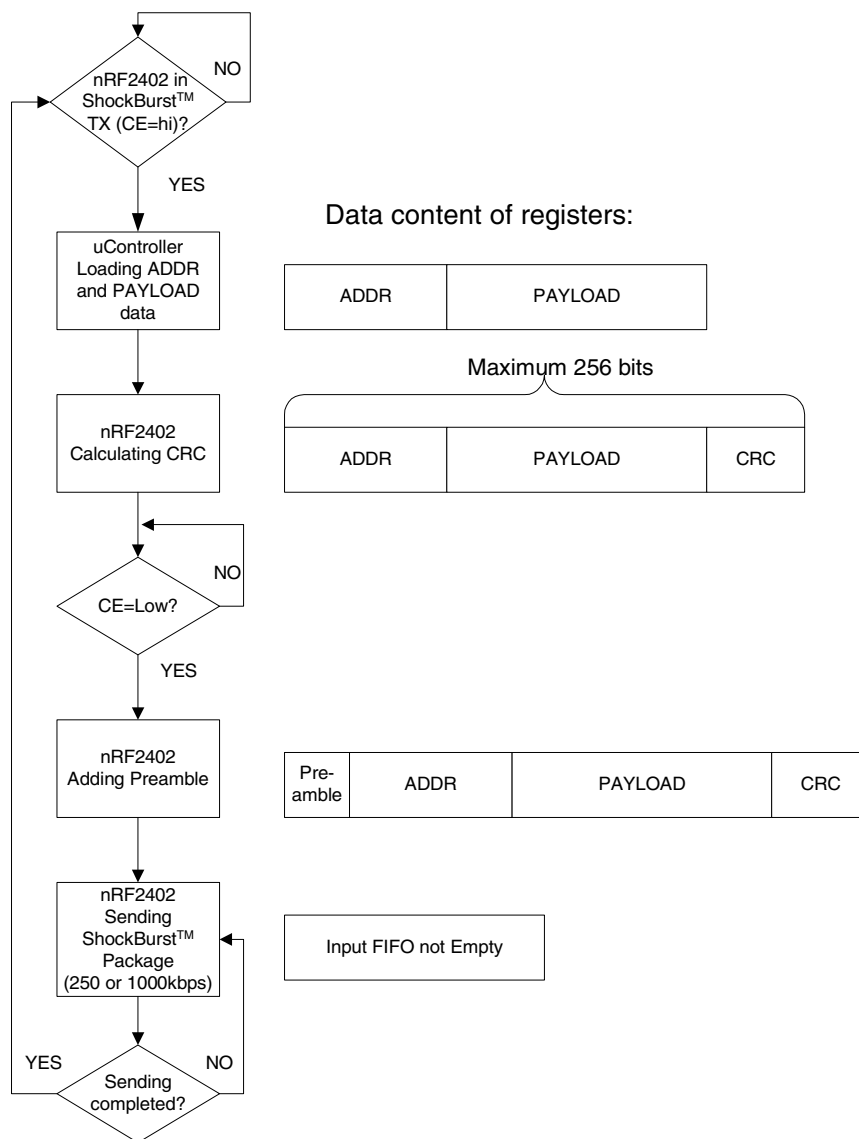 NO
nRF2402 in
ShockBurst™
TX (CE=hi)?
YES
Data content of registers:
uController
Loading ADDR
and PAYLOAD
data
ADDR
PAYLOAD
Maximum 256 bits
nRF2402
Calculating CRC
ADDR
PAYLOAD
CRC
NO
CE=Low?
YES
nRF2402
Adding Preamble
Pre-
amble
ADDR
PAYLOAD
CRC
nRF2402
Sending
ShockBurst™
Package
(250 or 1000kbps)
Input FIFO not Empty
YES
NO
Sending
completed?